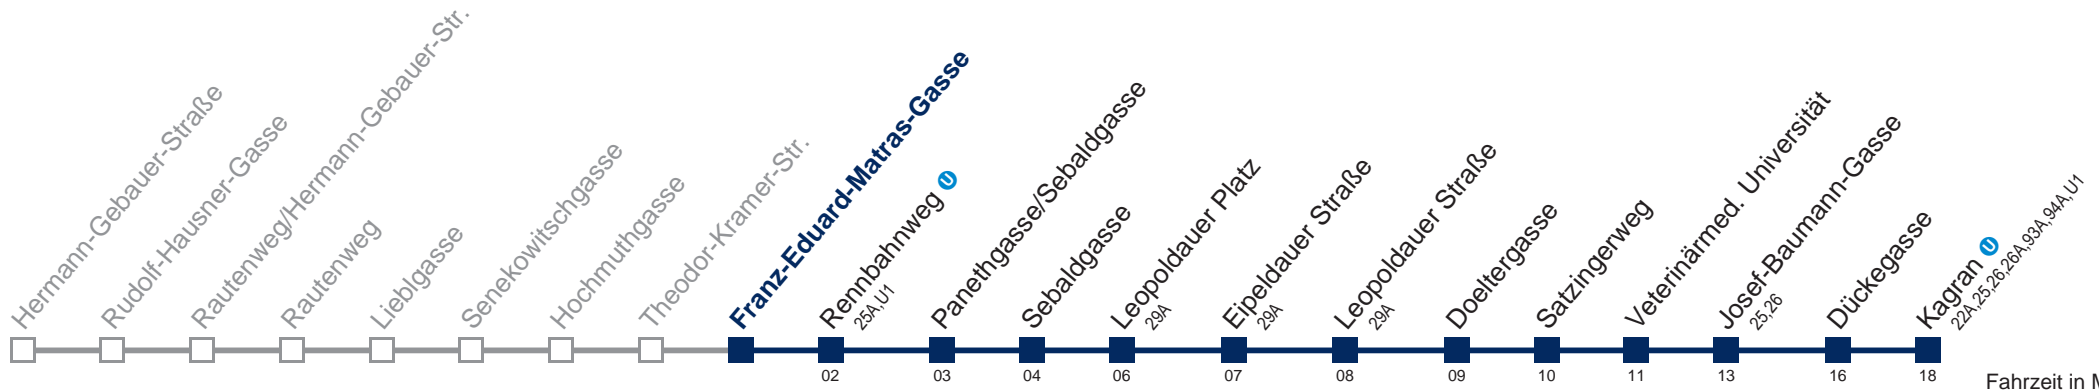 Hermann-Gebauer-Straße
Rudolf-Hausner-Gasse
Rautenweg/Hermann-Gebauer-Str.
Rautenweg
Lieblgasse
Senekowitschgasse
Hochmuthgasse
Theodor-Kramer-Str.
Franz-Eduard-Matras-Gasse
Rennbahnweg U
25A,U1
Panethgasse/Sebaldgasse
Sebaldgasse
Leopoldauer Platz
29A
Eipeldauer Straße
29A
Leopoldauer Straße
29A
Doeltergasse
Satzingerweg
Veterinärmed. Universität
Josef-Baumann-Gasse
25,26
Dückegasse
Kagran U
22A,25,26,26A,93A,94A,U1
02 03 04 06 07 08 09 10 11 13 16 18 Fahrzeit in